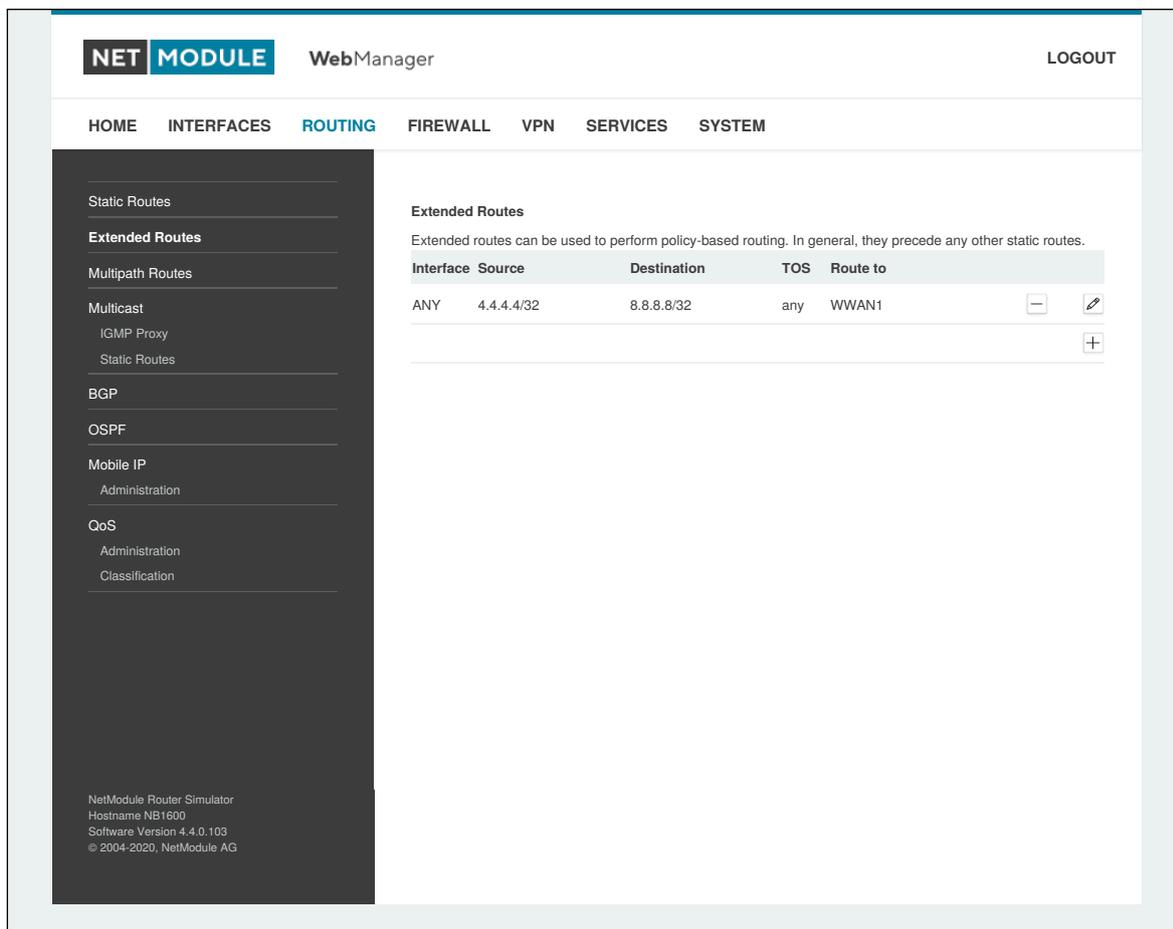 NET MODULE WebManager LOGOUT
HOME INTERFACES ROUTING FIREWALL VPN SERVICES SYSTEM
Static Routes
Extended Routes
Multipath Routes
Multicast
IGMP Proxy
Static Routes
BGP
OSPF
Mobile IP
Administration
QoS
Administration
Classification
NetModule Router Simulator
Hostname NB1600
Software Version 4.4.0.103
© 2004-2020, NetModule AG
Extended Routes
Extended routes can be used to perform policy-based routing. In general, they precede any other static routes.
Interface Source Destination TOS Route to
ANY 4.4.4.4/32 8.8.8.8/32 any WWAN1